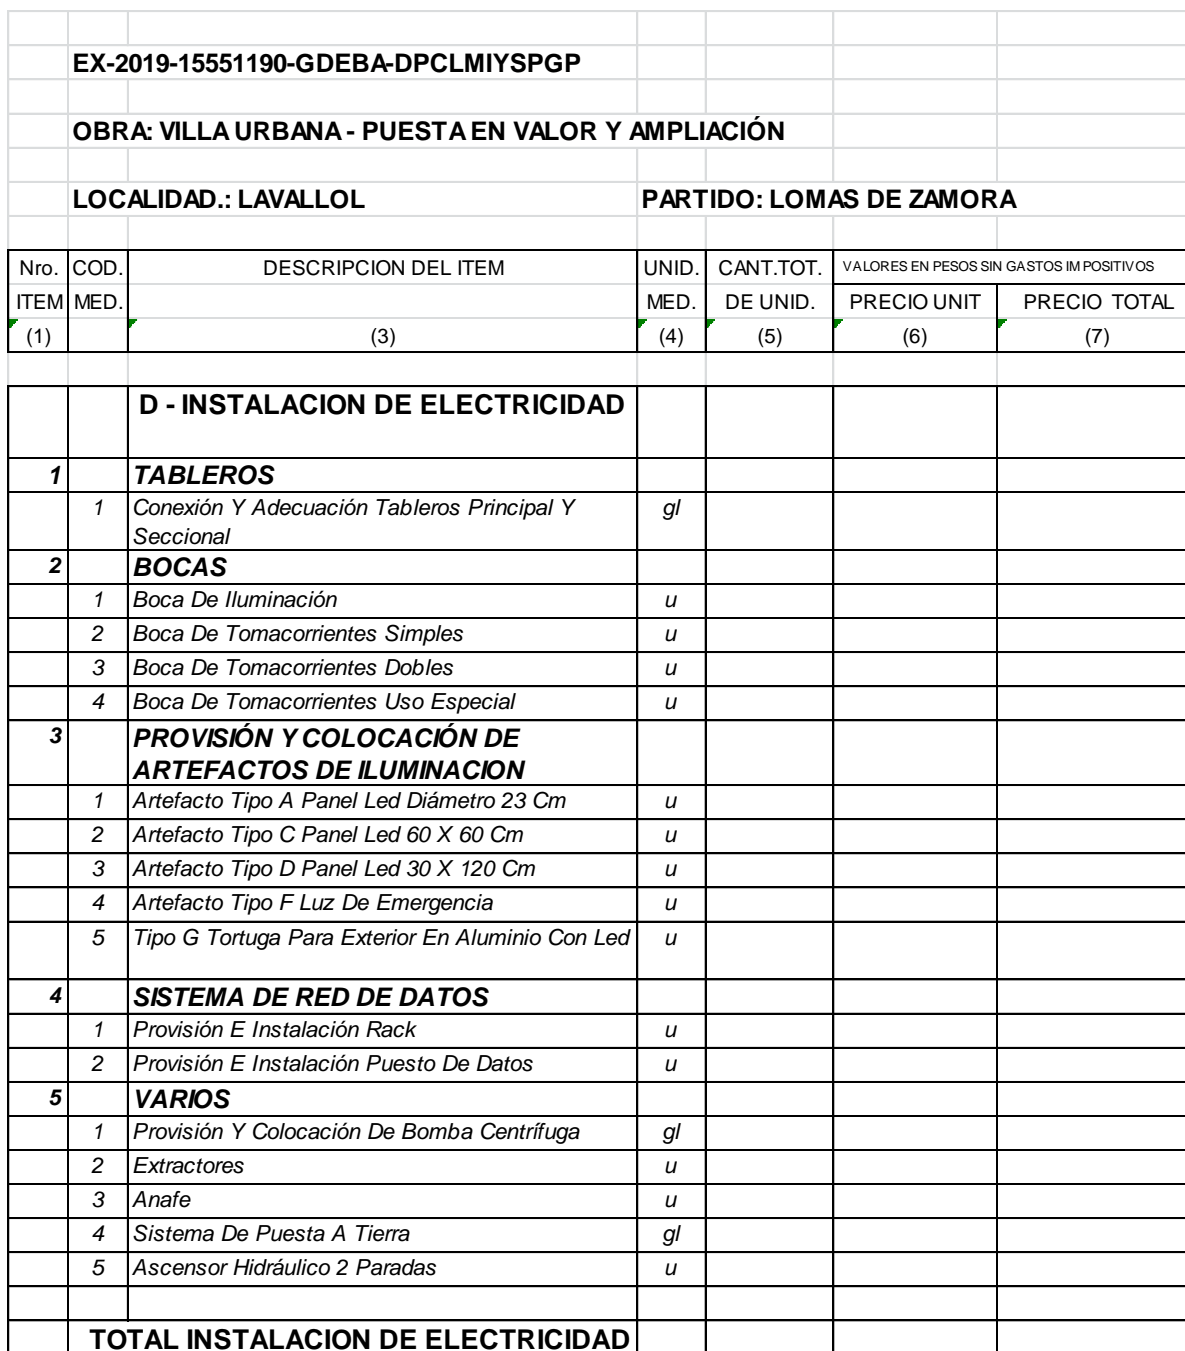 EX-2019-15551190-GDEBA-DPCLMIYSPGP
OBRA: VILLA URBANA - PUESTA EN VALOR Y AMPLIACIÓN
LOCALIDAD.: LAVALLOL PARTIDO: LOMAS DE ZAMORA
Nro. COD. DESCRIPCION DEL ITEM UNID. CANT.TOT. VALORES EN PESOS SIN GASTOS IMPOSITIVOS
ITEM MED. MED. DE UNID. PRECIO UNIT PRECIO TOTAL
(1) (3) (4) (5) (6) (7)
D - INSTALACION DE ELECTRICIDAD
1 TABLEROS
1 Conexión Y Adecuación Tableros Principal Y gl
Seccional
2 BOCAS
1 Boca De Iluminación u
2 Boca De Tomacorrientes Simples u
3 Boca De Tomacorrientes Dobles u
4 Boca De Tomacorrientes Uso Especial u
3 PROVISIÓN Y COLOCACIÓN DE
ARTEFACTOS DE ILUMINACION
1 Artefacto Tipo A Panel Led Diámetro 23 Cm u
2 Artefacto Tipo C Panel Led 60 X 60 Cm u
3 Artefacto Tipo D Panel Led 30 X 120 Cm u
4 Artefacto Tipo F Luz De Emergencia u
5 Tipo G Tortuga Para Exterior En Aluminio Con Led u
4 SISTEMA DE RED DE DATOS
1 Provisión E Instalación Rack u
2 Provisión E Instalación Puesto De Datos u
5 VARIOS
1 Provisión Y Colocación De Bomba Centrífuga gl
2 Extractores u
3 Anafe u
4 Sistema De Puesta A Tierra gl
5 Ascensor Hidráulico 2 Paradas u
TOTAL INSTALACION DE ELECTRICIDAD